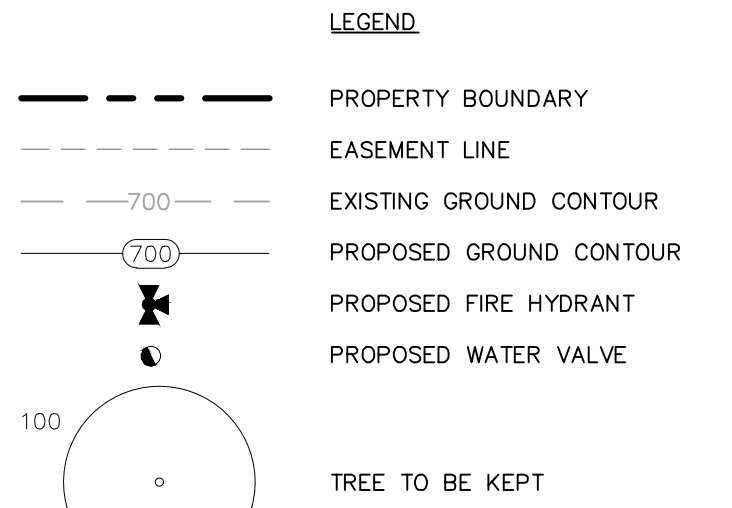 LEGEND
PROPERTY BOUNDARY
EASEMENT LINE
700 EXISTING GROUND CONTOUR
700 PROPOSED GROUND CONTOUR
PROPOSED FIRE HYDRANT
PROPOSED WATER VALVE
100
TREE TO BE KEPT